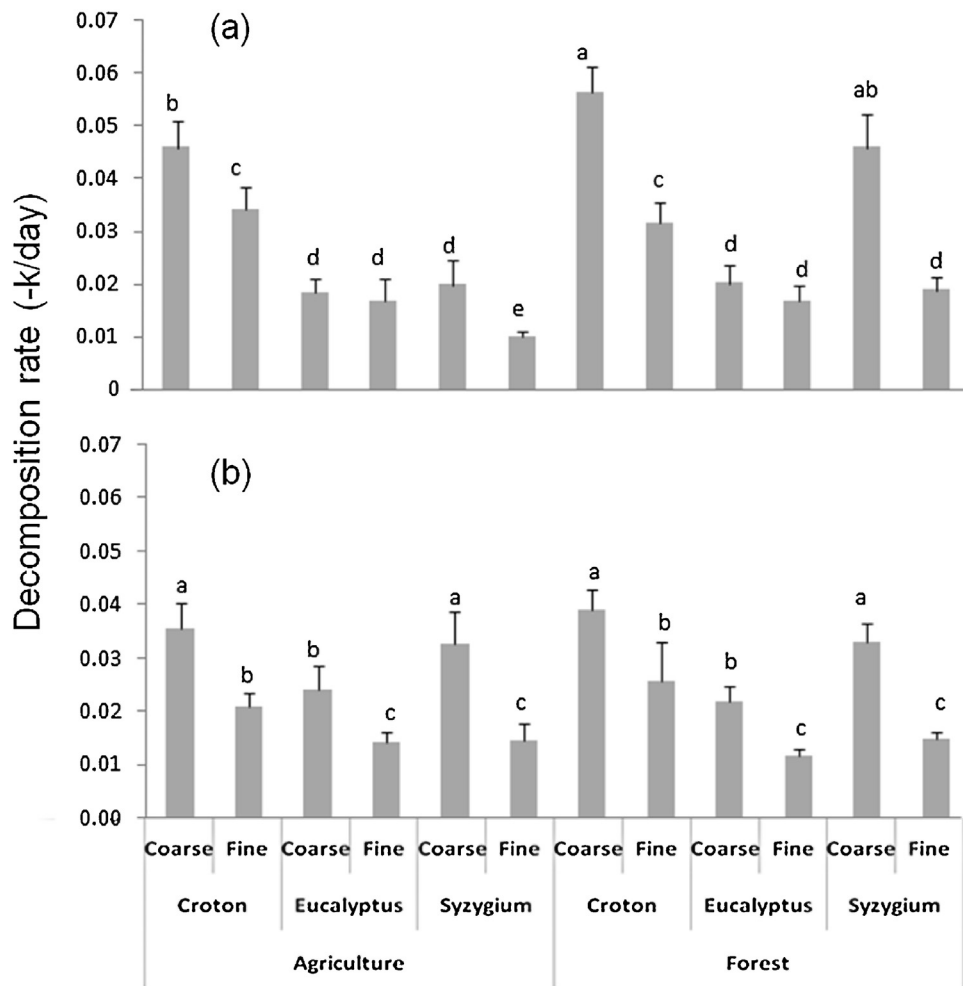 Decomposition rate (-k/day)
(a)
0.07
0.06
0.05
0.04
0.03
0.02
0.01
0
b
c
d
d
d
e
a
c
d
d
ab
d
(b)
0.07
0.06
0.05
0.04
0.03
0.02
0.01
0.00
a
b
b
c
a
c
a
b
b
c
a
c
Coarse Fine Coarse Fine Coarse Fine Coarse Fine Coarse Fine Coarse Fine
Croton Eucalyptus Syzygium Croton Eucalyptus Syzygium
Agriculture Forest